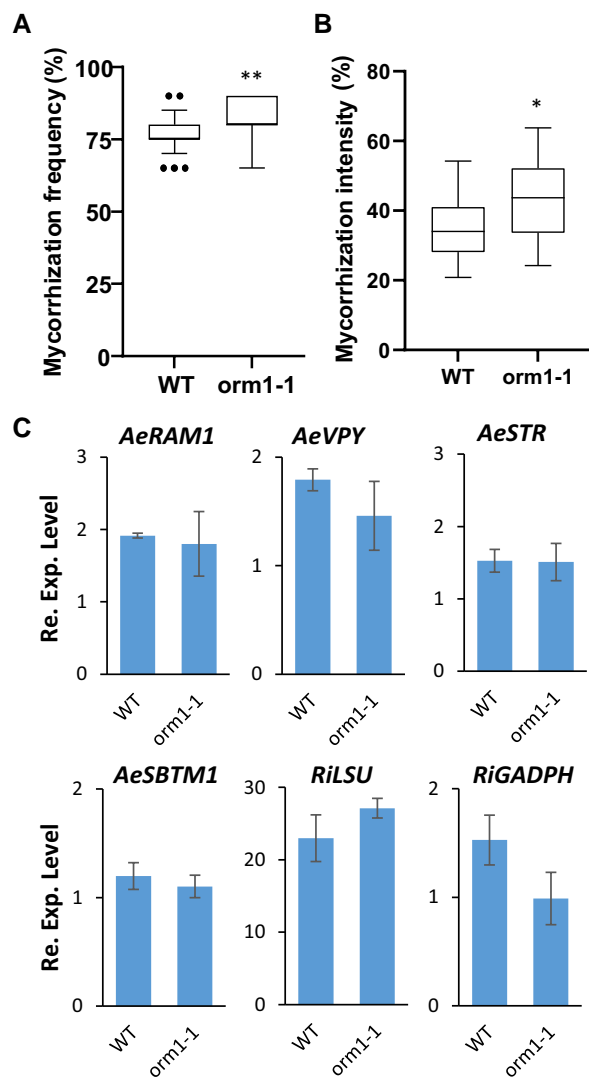 A
Mycorrhization frequency (%)
100
75
50
25
0
**
WT
orm1-1
B
Mycorrhization intensity (%)
80
60
40
20
0
*
WT
orm1-1
C
Re. Exp. Level
AeRAM1
3
2
1
0
WT
orm1-1
AeVPY
2
1
0
WT
orm1-1
AeSTR
3
2
1
0
WT
orm1-1
Re. Exp. Level
AeSBTM1
2
1
0
WT
orm1-1
RiLSU
30
20
10
0
WT
orm1-1
RiGADPH
2
1
0
WT
orm1-1